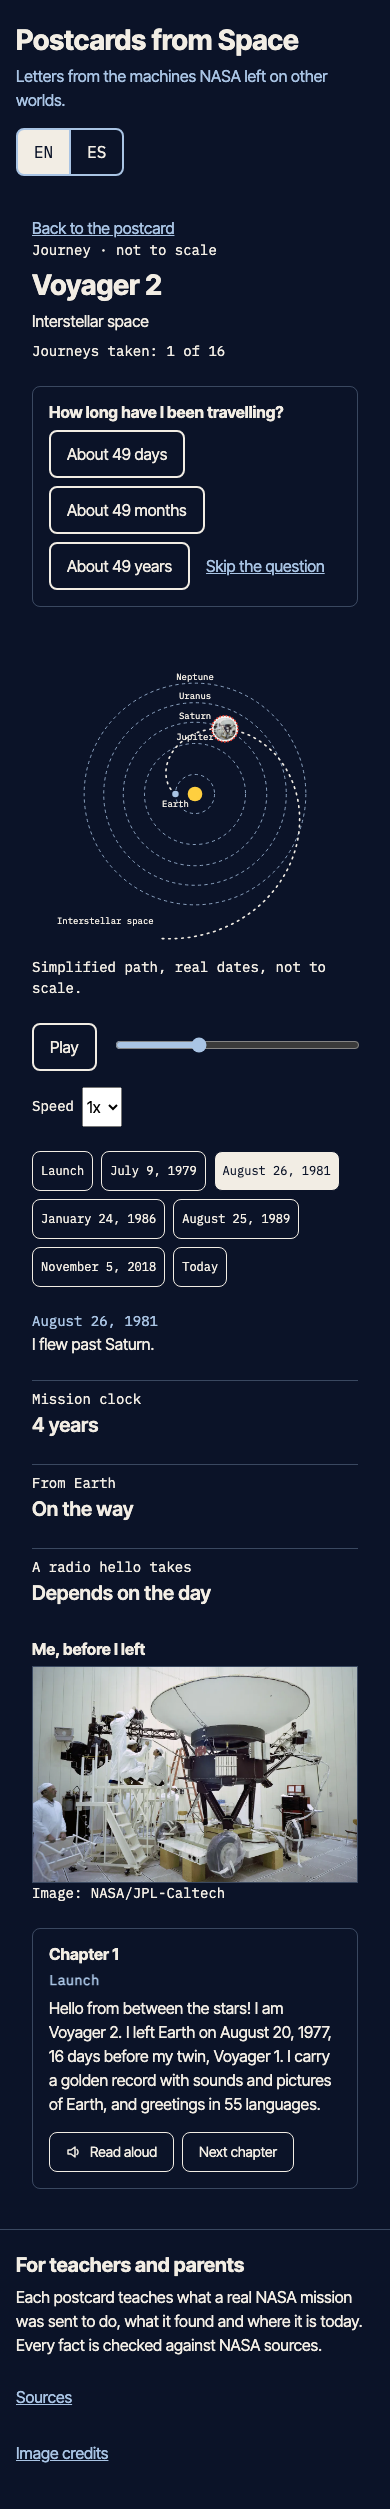 Postcards from Space
Letters from the machines NASA left on other
worlds.
EN ES
Back to the postcard
Journey · not to scale
Voyager 2
Interstellar space
Journeys taken: 1 of 16
How long have I been travelling?
About 49 days
About 49 months
About 49 years Skip the question
Neptune
Uranus
Saturn
Jupiter
Earth
Interstellar space
Simplified path, real dates, not to
scale.
Play
Speed 1x
Launch July 9, 1979 August 26, 1981
January 24, 1986 August 25, 1989
November 5, 2018 Today
August 26, 1981
I flew past Saturn.
Mission clock
4 years
From Earth
On the way
A radio hello takes
Depends on the day
Me, before I left
Image: NASA/JPL-Caltech
Chapter 1
Launch
Hello from between the stars! I am
Voyager 2. I left Earth on August 20, 1977,
16 days before my twin, Voyager 1. I carry
a golden record with sounds and pictures
of Earth, and greetings in 55 languages.
Read aloud Next chapter
For teachers and parents
Each postcard teaches what a real NASA mission
was sent to do, what it found and where it is today.
Every fact is checked against NASA sources.
Sources
Image credits